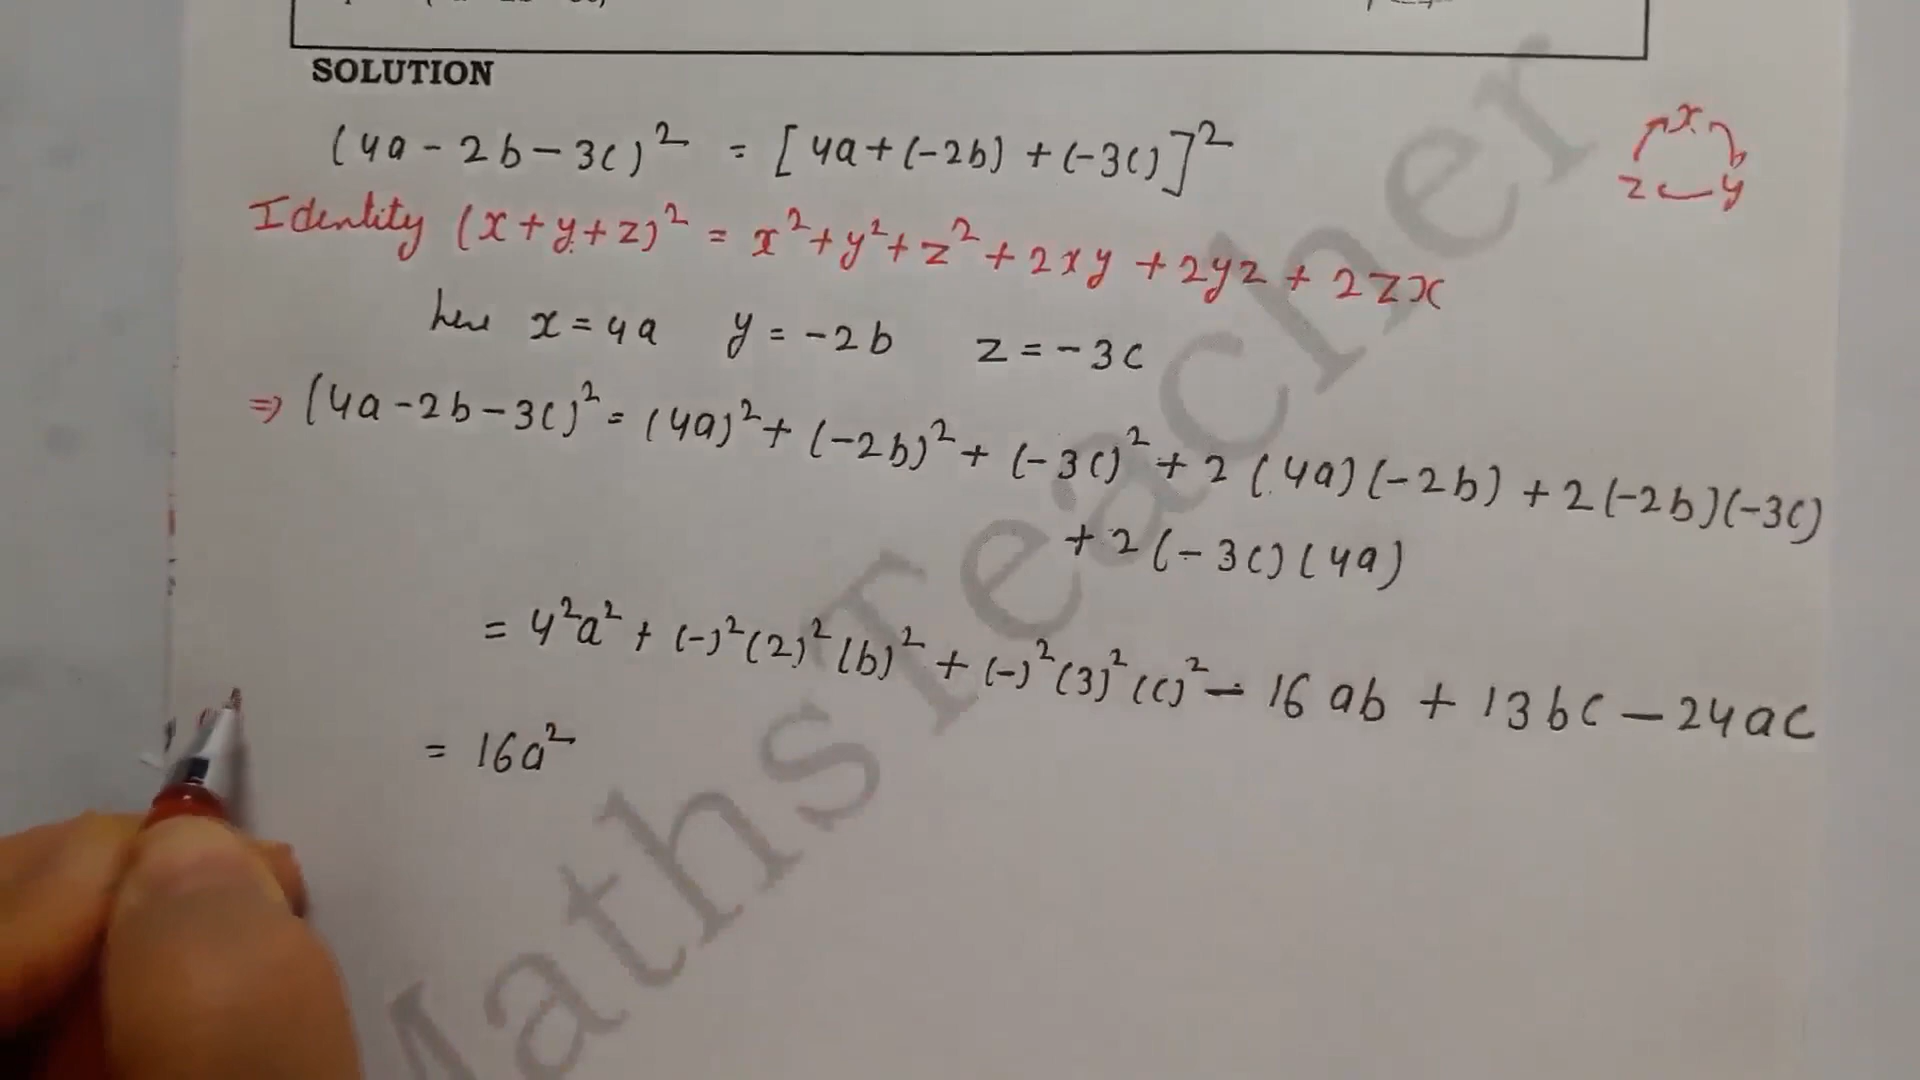 SOLUTION
(4a - 2b - 3c)² = [4a + (-2b) + (-3c)]²
x
z y
Identity (x + y + z)² = x² + y² + z² + 2xy + 2yz + 2zx
here x = 4a y = -2b z = -3c
⇒ (4a - 2b - 3c)² = (4a)² + (-2b)² + (-3c)² + 2(4a)(-2b) + 2(-2b)(-3c)
+ 2(-3c)(4a)
= 4²a² + (-)²(2)²(b)² + (-)²(3)²(c)² - 16ab + 13bc - 24ac
= 16a²
Maths Teacher